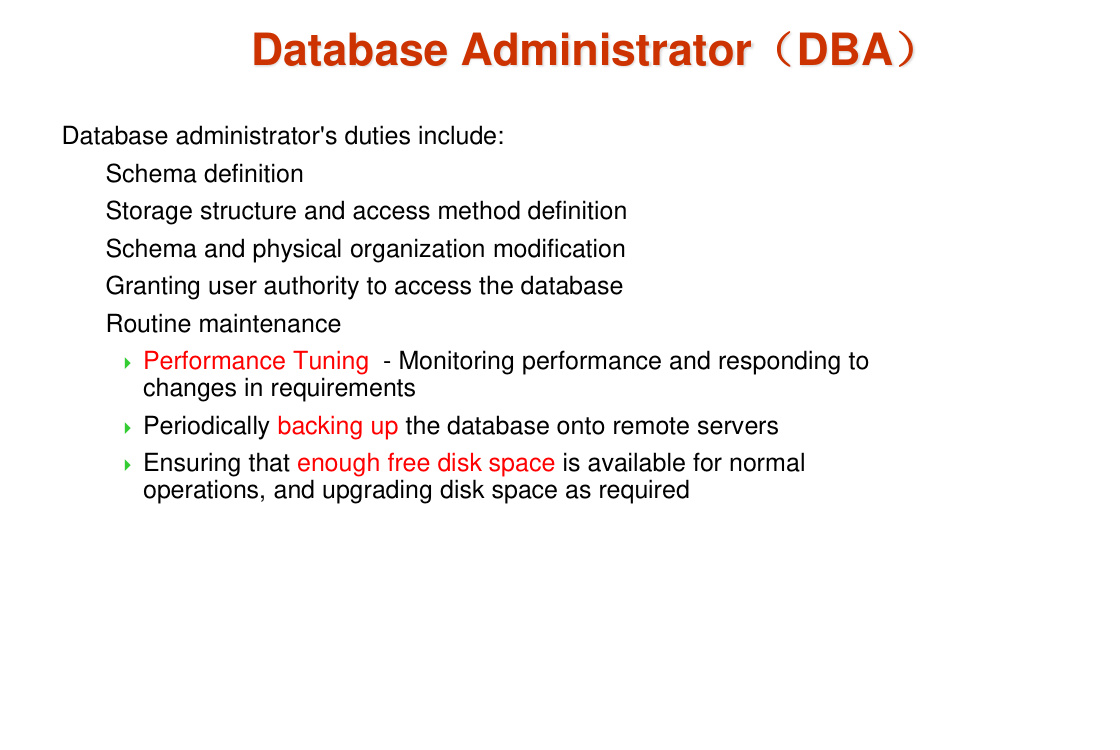 Database Administrator（DBA）
Database administrator's duties include:
Schema definition
Storage structure and access method definition
Schema and physical organization modification
Granting user authority to access the database
Routine maintenance
Performance Tuning  - Monitoring performance and responding to
changes in requirements
Periodically backing up the database onto remote servers
Ensuring that enough free disk space is available for normal
operations, and upgrading disk space as required